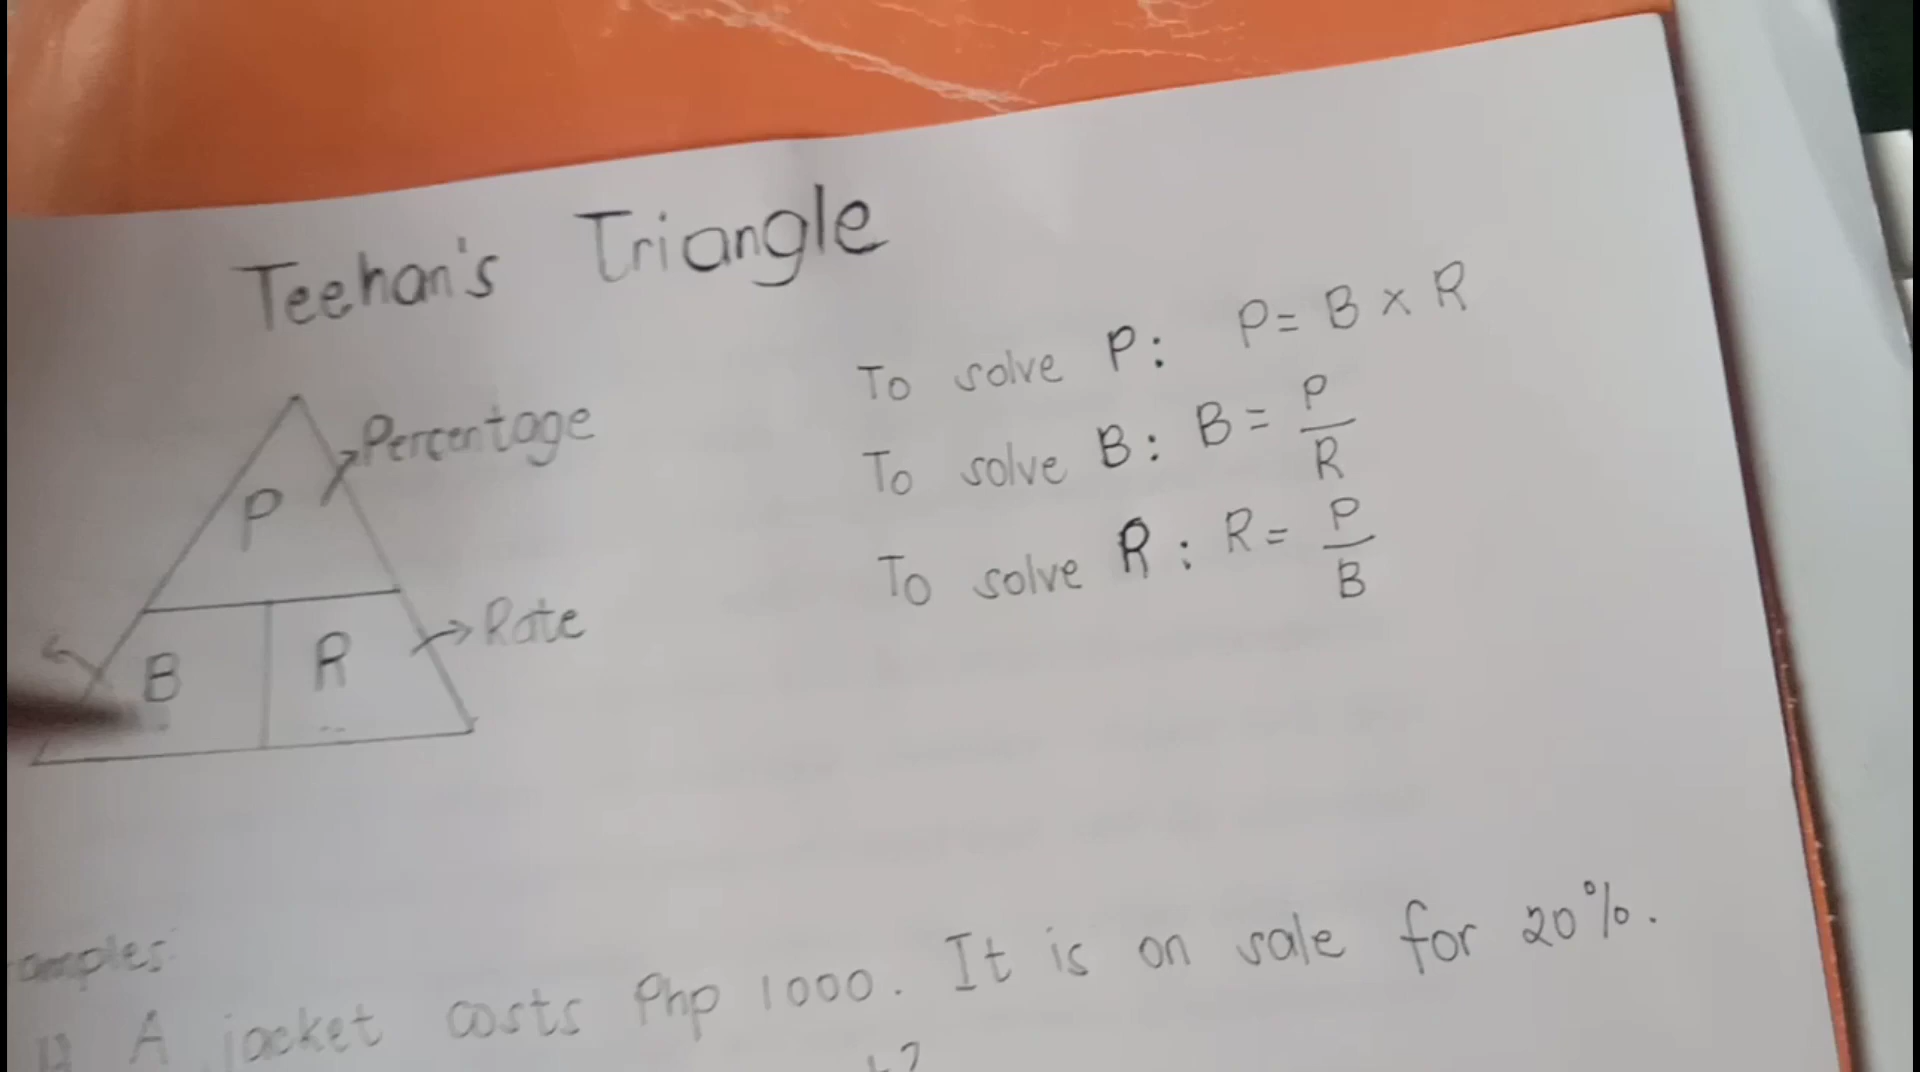 Teehan's Triangle
To solve P: P = B x R
Percentage
To solve B: B = P/R
P
To solve R: R = P/B
Rate
B R
A jacket costs Php 1000. It is on sale for 20%.